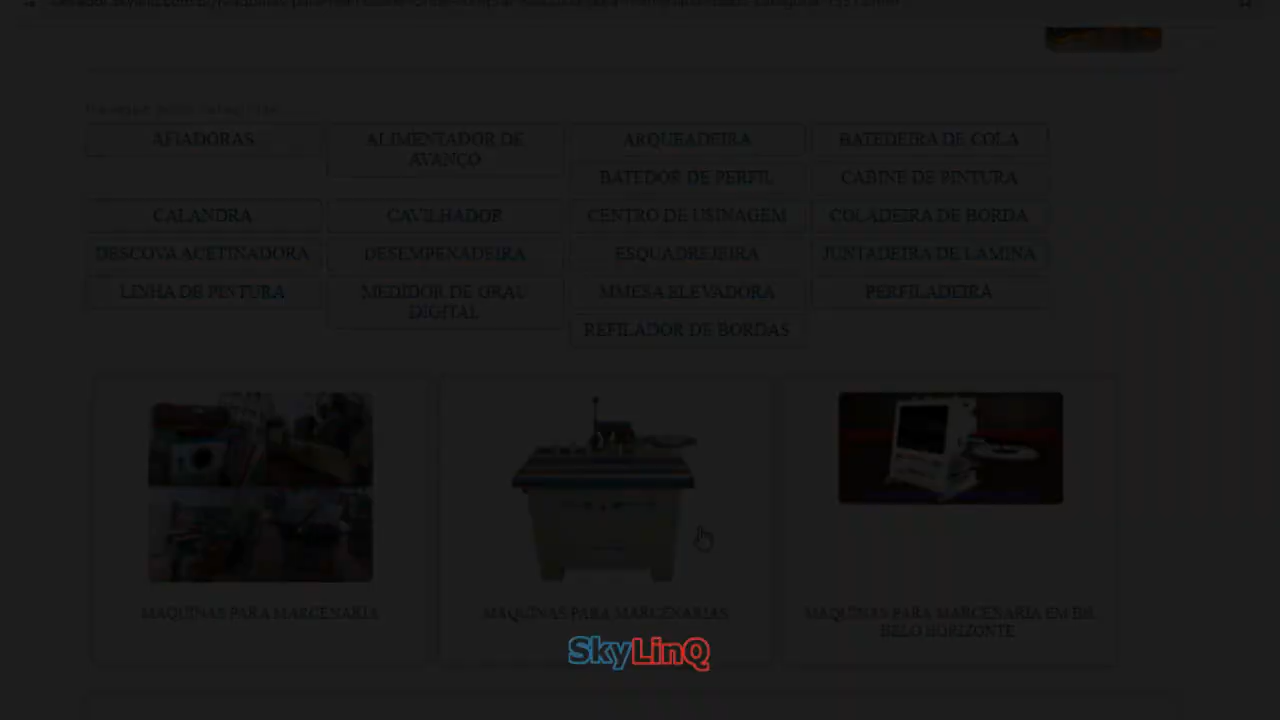 AFIADORAS
ALIMENTADOR DE
AVANÇO
ARQUEADEIRA
BATEDEIRA DE COLA
BATEDOR DE PERFIL
CABINE DE PINTURA
CALANDRA
CAVILHADOR
CENTRO DE USINAGEM
COLADEIRA DE BORDA
DESCOVA ACETINADORA
DESEMPENADEIRA
ESQUADREJEIRA
JUNTADEIRA DE LAMINA
LINHA DE PINTURA
MEDIDOR DE GRAU
DIGITAL
MMESA ELEVADORA
PERFILADEIRA
REFILADOR DE BORDAS
MAQUINAS PARA MARCENARIA
MAQUINAS PARA MARCENARIAS
MAQUINAS PARA MARCENARIA EM BH,
BELO HORIZONTE
SkyLinQ